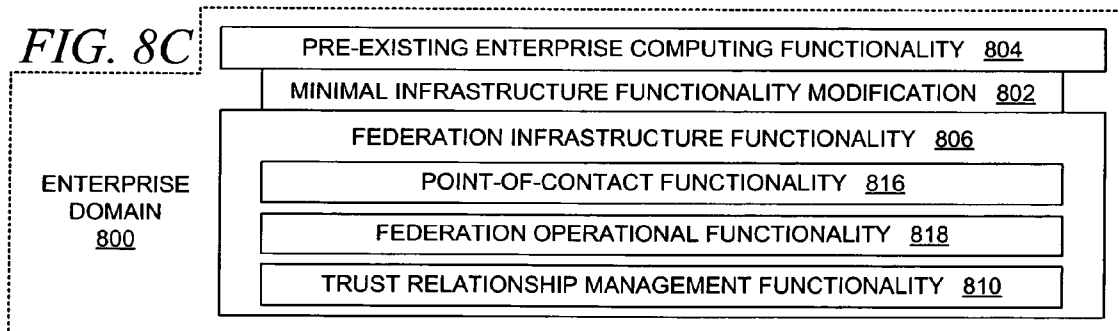 FIG. 8C
PRE-EXISTING ENTERPRISE COMPUTING FUNCTIONALITY 804
MINIMAL INFRASTRUCTURE FUNCTIONALITY MODIFICATION 802
FEDERATION INFRASTRUCTURE FUNCTIONALITY 806
POINT-OF-CONTACT FUNCTIONALITY 816
FEDERATION OPERATIONAL FUNCTIONALITY 818
TRUST RELATIONSHIP MANAGEMENT FUNCTIONALITY 810
ENTERPRISE
DOMAIN
800